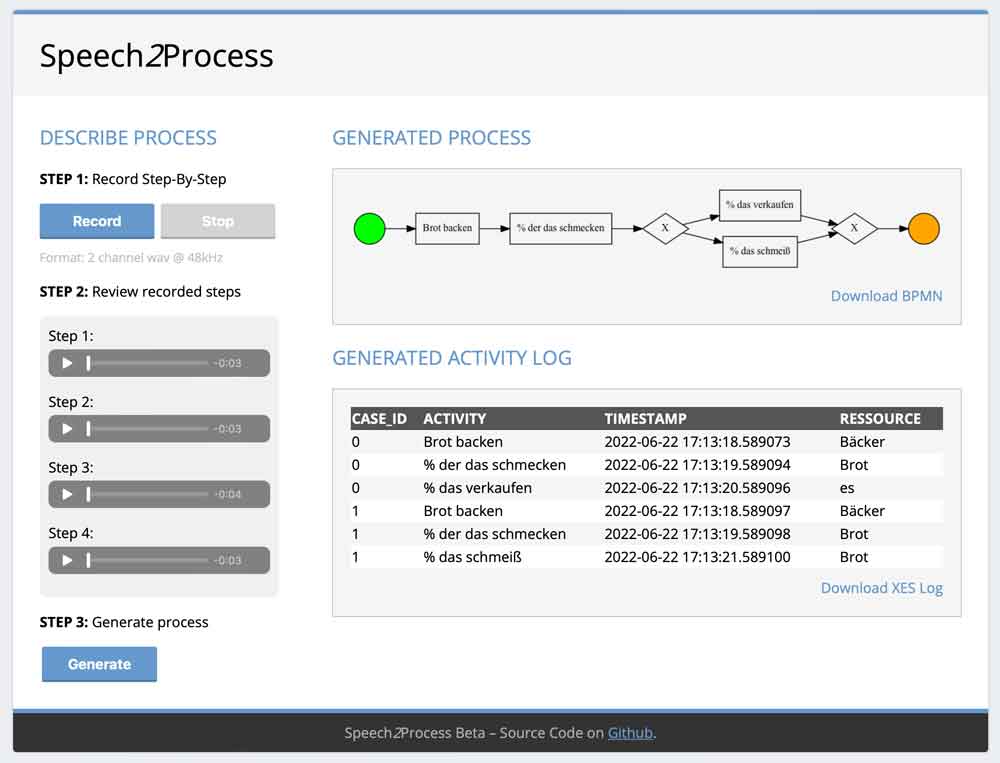 Speech2Process
DESCRIBE PROCESS
STEP 1: Record Step-By-Step
Record Stop
Format: 2 channel wav @ 48kHz
STEP 2: Review recorded steps
Step 1:
-0:03
Step 2:
-0:03
Step 3:
-0:04
Step 4:
-0:03
STEP 3: Generate process
Generate
GENERATED PROCESS
Brot backen
% der das schmecken
X
% das verkaufen
% das schmeiß
X
Download BPMN
GENERATED ACTIVITY LOG
CASE_ID ACTIVITY TIMESTAMP RESSOURCE
0 Brot backen 2022-06-22 17:13:18.589073 Bäcker
0 % der das schmecken 2022-06-22 17:13:19.589094 Brot
0 % das verkaufen 2022-06-22 17:13:20.589096 es
1 Brot backen 2022-06-22 17:13:18.589097 Bäcker
1 % der das schmecken 2022-06-22 17:13:19.589098 Brot
1 % das schmeiß 2022-06-22 17:13:21.589100 Brot
Download XES Log
Speech2Process Beta – Source Code on Github.